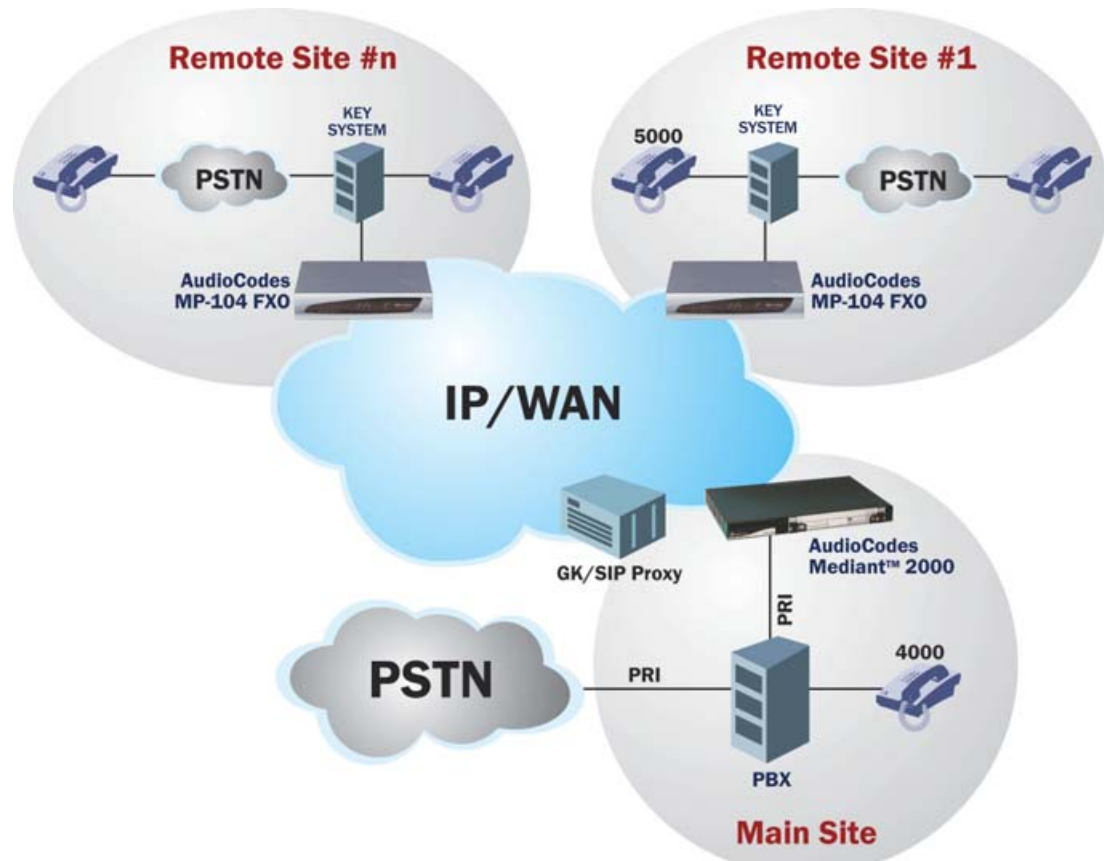 Remote Site #n
KEY
SYSTEM
PSTN
AudioCodes
MP-104 FXO
Remote Site #1
5000
KEY
SYSTEM
PSTN
AudioCodes
MP-104 FXO
IP/WAN
GK/SIP Proxy
AudioCodes
Mediant™ 2000
PRI
PSTN
PRI
4000
PBX
Main Site